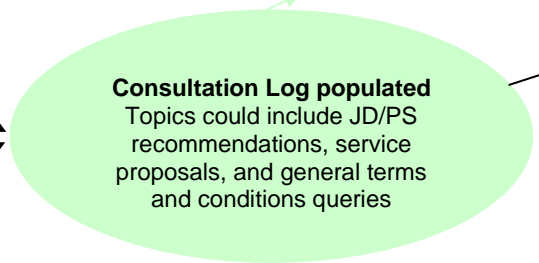 Consultation Log populated
Topics could include JD/PS
recommendations, service
proposals, and general terms
and conditions queries